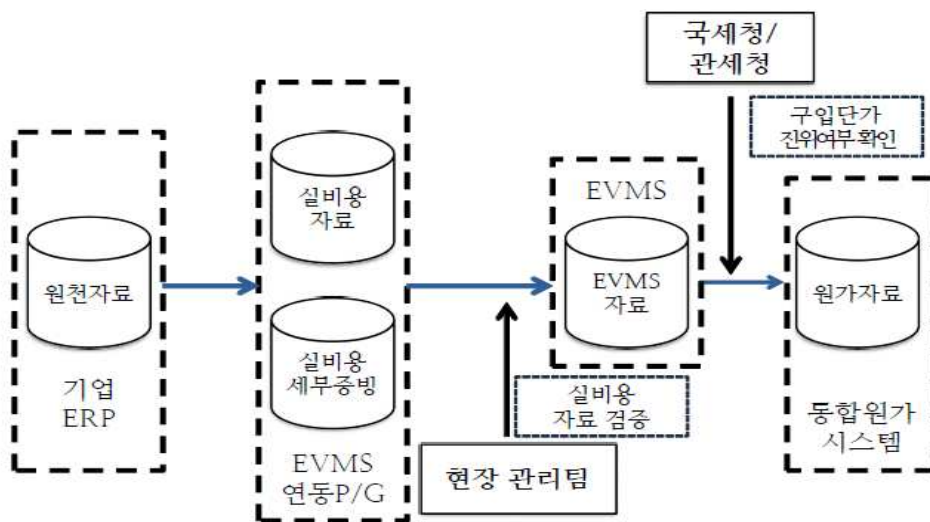 국세청/
관세청
구입단가
진위여부확인
실비용
자료
EVMS
원천자료
EVMS
자료
원가자료
실비용
세부증빙
기업
ERP
실비용
자료 검증
통합원가
시스템
EVMS
연동P/G
현장 관리팀